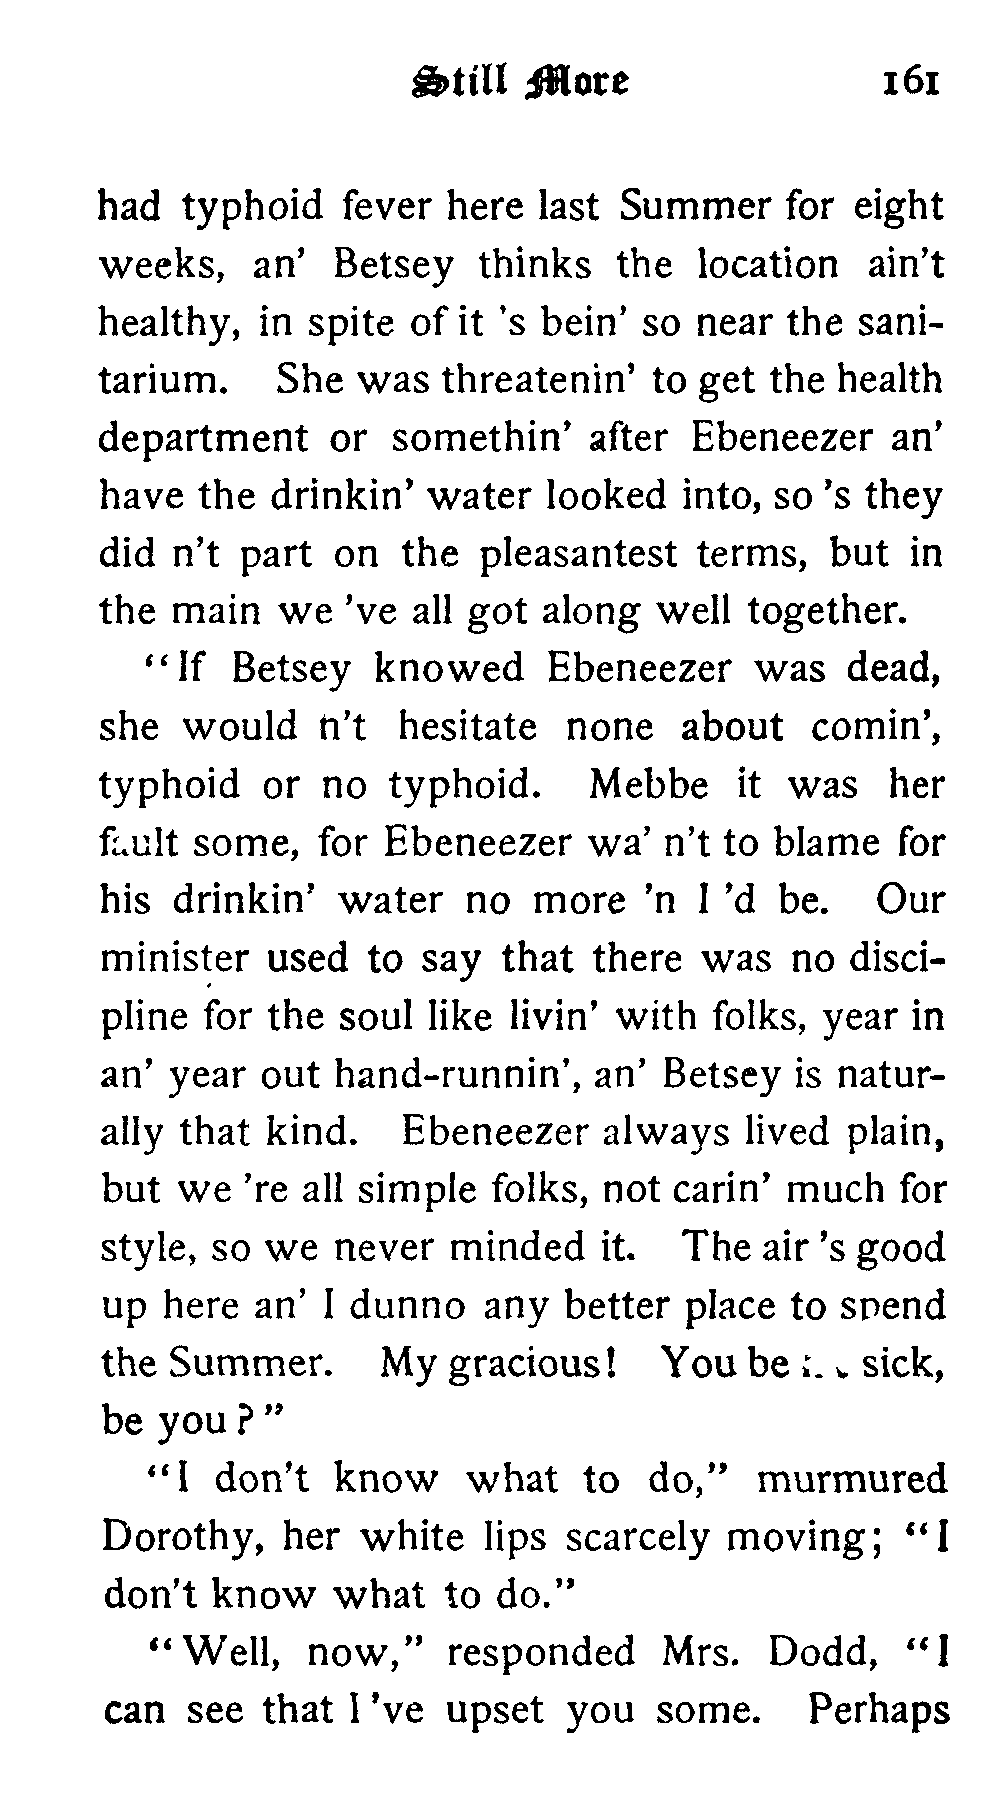 Still More 161
had typhoid fever here last Summer for eight
weeks, an' Betsey thinks the location ain't
healthy, in spite of it 's bein' so near the sani-
tarium. She was threatenin' to get the health
department or somethin' after Ebeneezer an'
have the drinkin' water looked into, so 's they
did n't part on the pleasantest terms, but in
the main we 've all got along well together.
"If Betsey knowed Ebeneezer was dead,
she would n't hesitate none about comin',
typhoid or no typhoid. Mebbe it was her
fault some, for Ebeneezer wa' n't to blame for
his drinkin' water no more 'n I 'd be. Our
minister used to say that there was no disci-
pline for the soul like livin' with folks, year in
an' year out hand-runnin', an' Betsey is natur-
ally that kind. Ebeneezer always lived plain,
but we 're all simple folks, not carin' much for
style, so we never minded it. The air 's good
up here an' I dunno any better place to spend
the Summer. My gracious! You be sick,
be you?"
"I don't know what to do," murmured
Dorothy, her white lips scarcely moving; "I
don't know what to do."
"Well, now," responded Mrs. Dodd, "I
can see that I 've upset you some. Perhaps